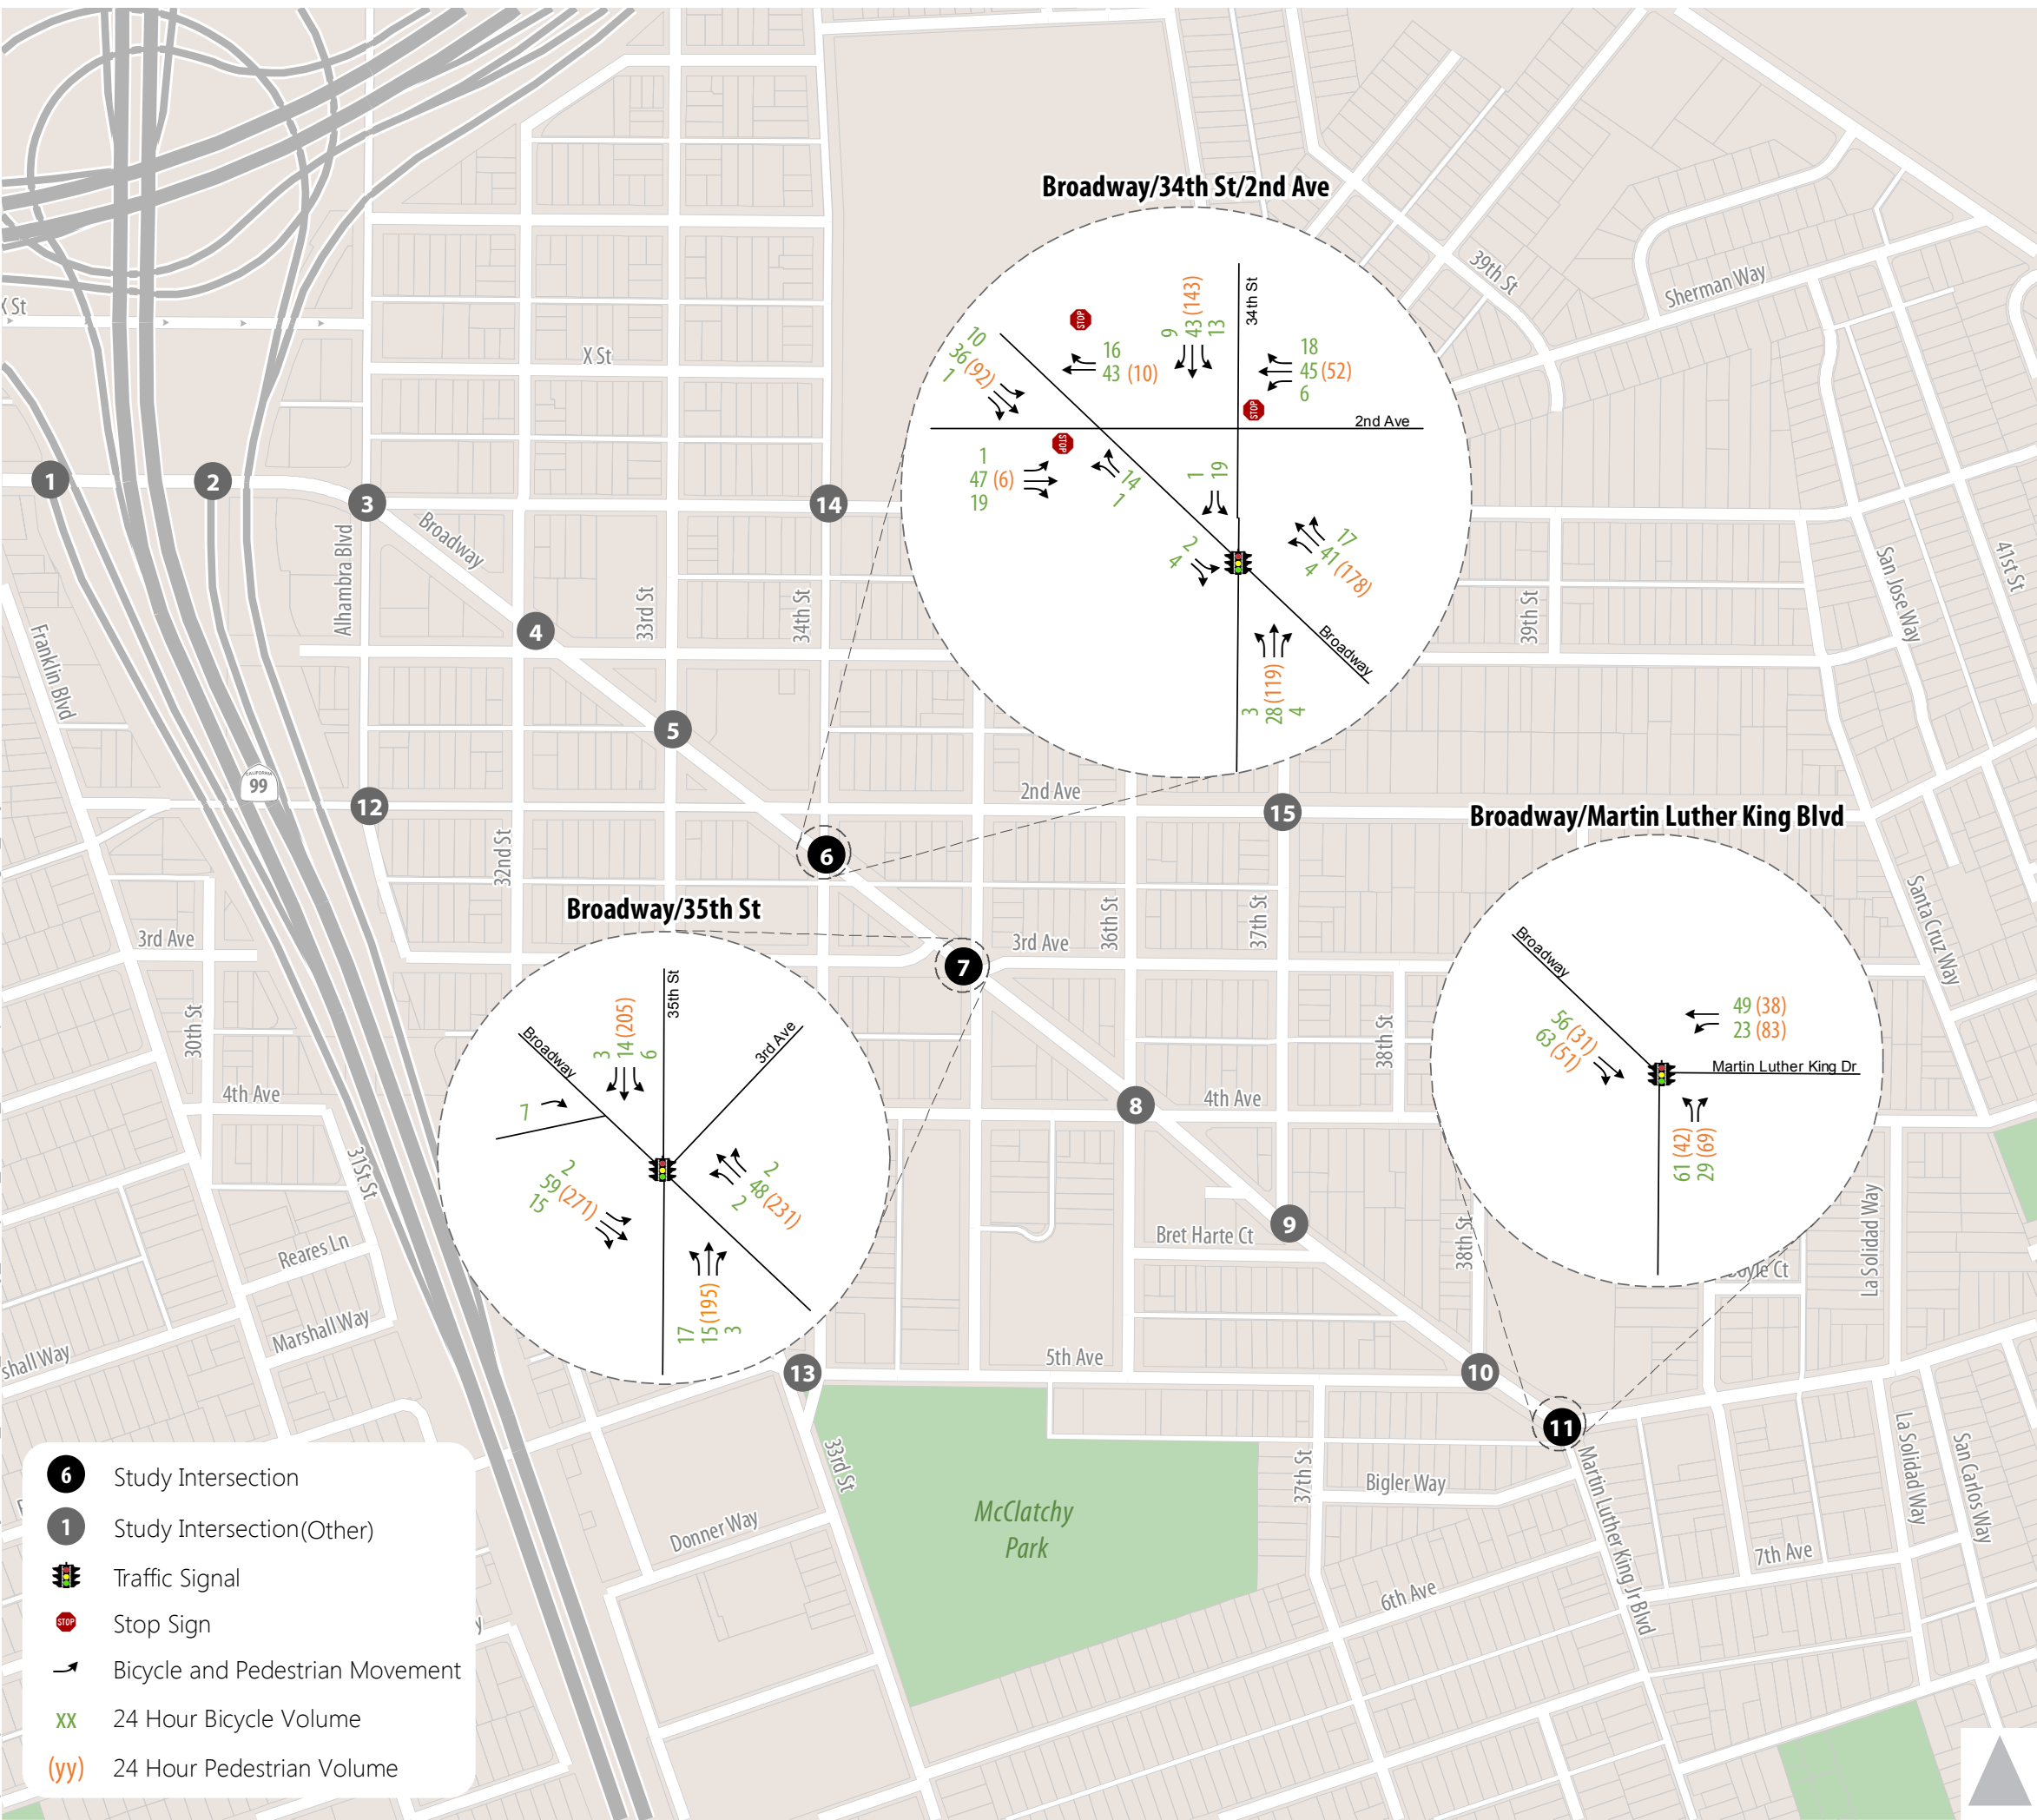 X St
X St
39th St
Sherman Way
Broadway/34th St/2nd Ave
34th St
2nd Ave
Broadway
STOP
STOP
STOP
10
36 (92)
1
16
43 (10)
9
43 (143)
13
18
45 (52)
6
1
47 (6)
19
14
1
1
19
2
4
17
41 (178)
4
3
28 (119)
4
1
2
3
14
Broadway
Alhambra Blvd
33rd St
34th St
39th St
San Jose Way
41st St
Franklin Blvd
4
5
CALIFORNIA
99
12
2nd Ave
15
6
32nd St
36th St
37th St
Santa Cruz Way
3rd Ave
3rd Ave
7
30th St
38th St
4th Ave
4th Ave
8
31St St
Broadway/35th St
35th St
Broadway
3rd Ave
3
14 (205)
6
7
2
59 (271)
15
2
48 (231)
2
17
15 (195)
3
Broadway/Martin Luther King Blvd
Broadway
Martin Luther King Dr
49 (38)
23 (83)
56 (31)
63 (51)
61 (42)
29 (69)
9
Bret Harte Ct
38th St
La Solidad Way
oyle Ct
Reares Ln
Marshall Way
shall Way
5th Ave
13
10
11
33rd St
37th St
Bigler Way
Martin Luther King Jr Blvd
La Solidad Way
San Carlos Way
7th Ave
6th Ave
Donner Way
McClatchy
Park
6 Study Intersection
1 Study Intersection(Other)
Traffic Signal
STOP Stop Sign
Bicycle and Pedestrian Movement
xx 24 Hour Bicycle Volume
(yy) 24 Hour Pedestrian Volume